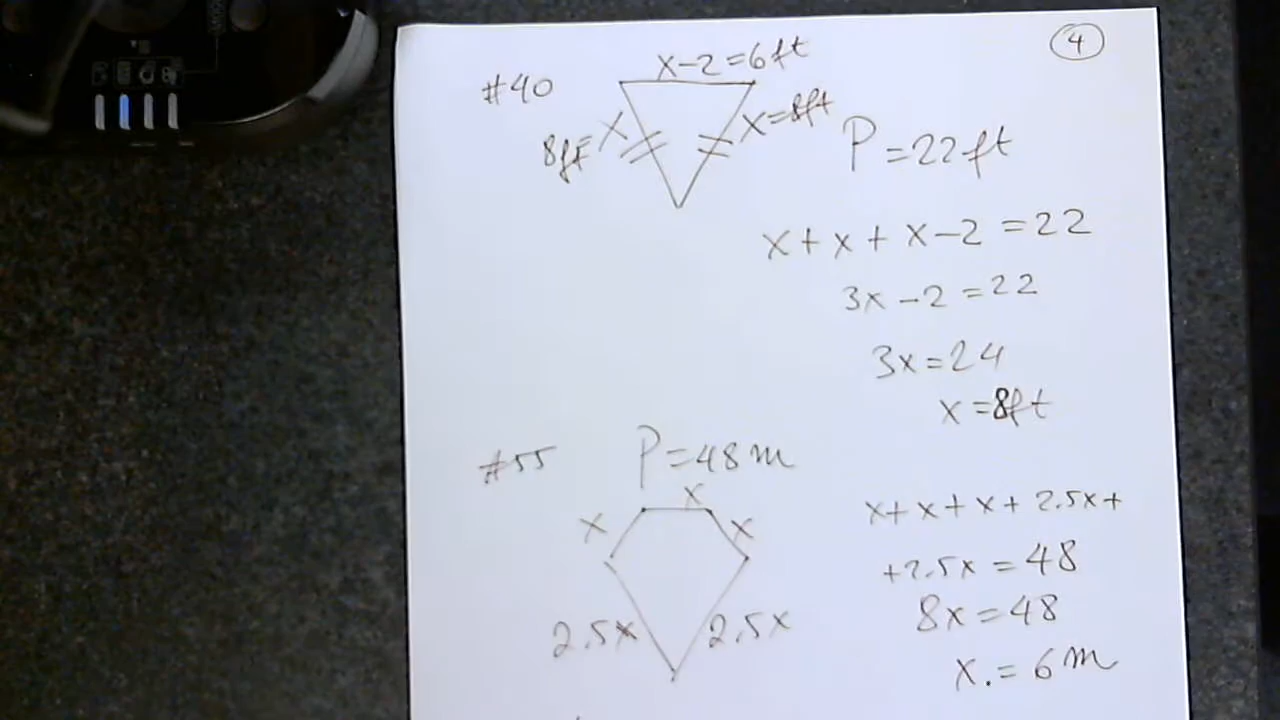 4
#40
x-2=6ft
8ft=x
x=8ft
P=22ft
x+x+x-2=22
3x-2=22
3x=24
x=8ft
#55
P=48m
x
x
x
2.5x
2.5x
x+x+x+2.5x+
+2.5x=48
8x=48
x.=6m